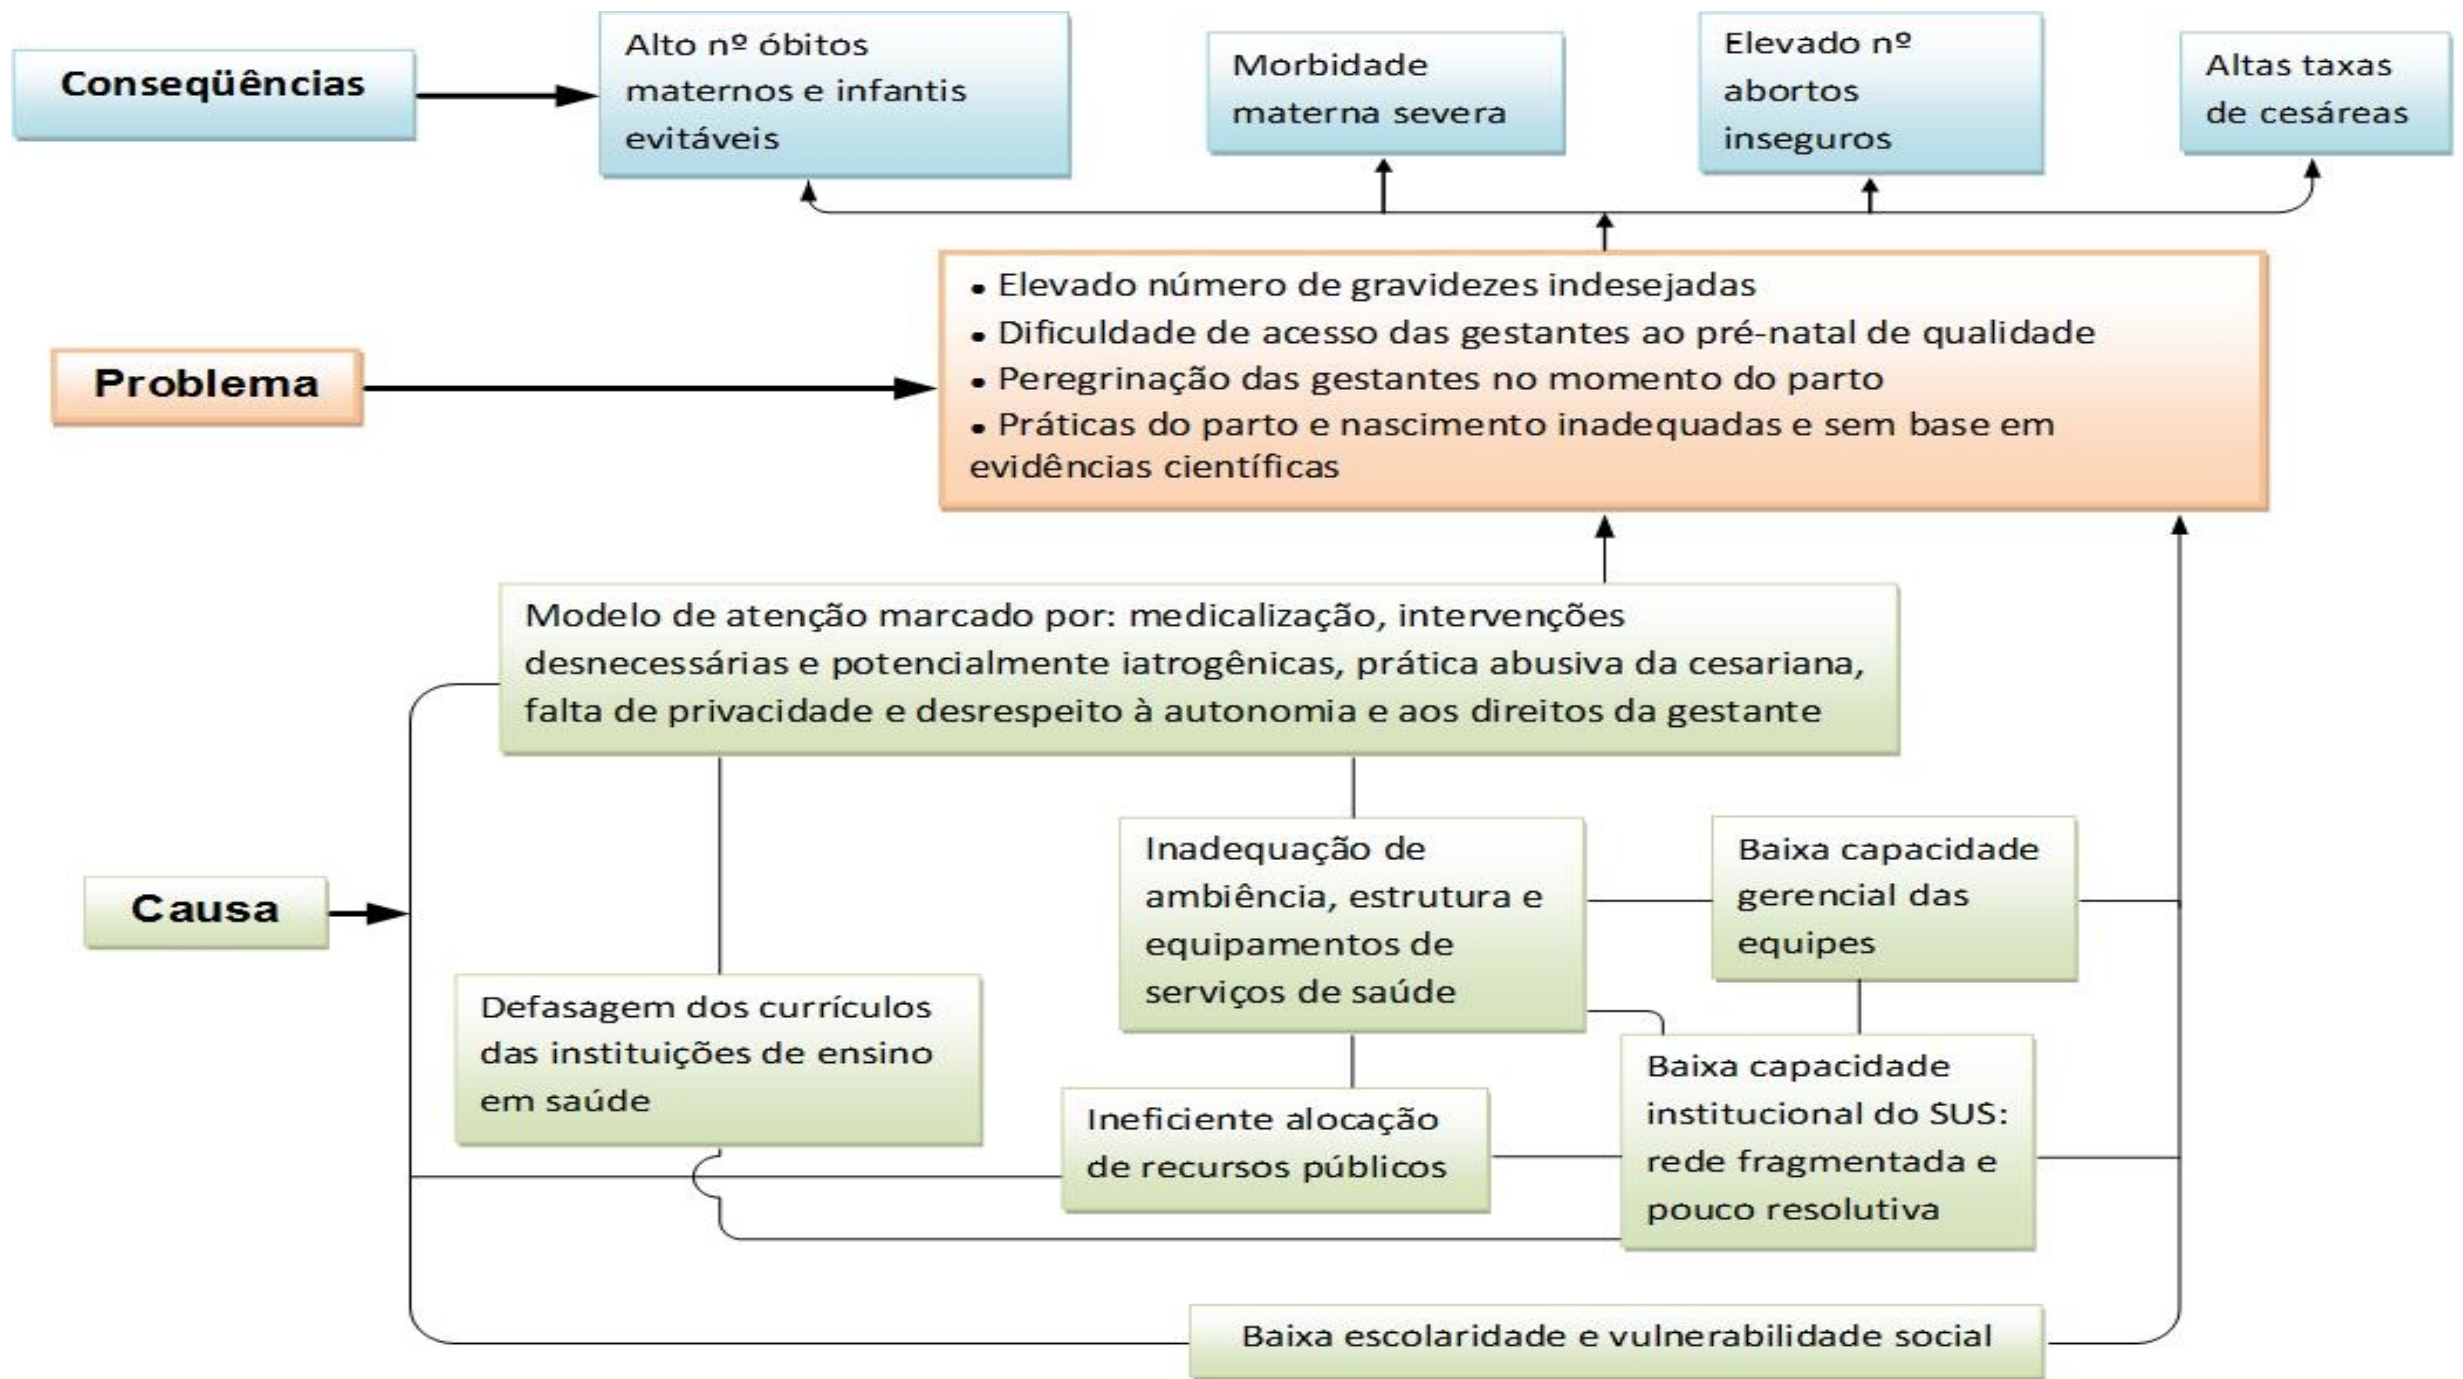 Conseqüências
Alto nº óbitos
maternos e infantis
evitáveis
Morbidade
materna severa
Elevado nº
abortos
inseguros
Altas taxas
de cesáreas
Problema
• Elevado número de gravidezes indesejadas
• Dificuldade de acesso das gestantes ao pré-natal de qualidade
• Peregrinação das gestantes no momento do parto
• Práticas do parto e nascimento inadequadas e sem base em
evidências científicas
Modelo de atenção marcado por: medicalização, intervenções
desnecessárias e potencialmente iatrogênicas, prática abusiva da cesariana,
falta de privacidade e desrespeito à autonomia e aos direitos da gestante
Causa
Inadequação de
ambiência, estrutura e
equipamentos de
serviços de saúde
Baixa capacidade
gerencial das
equipes
Defasagem dos currículos
das instituições de ensino
em saúde
Ineficiente alocação
de recursos públicos
Baixa capacidade
institucional do SUS:
rede fragmentada e
pouco resolutiva
Baixa escolaridade e vulnerabilidade social